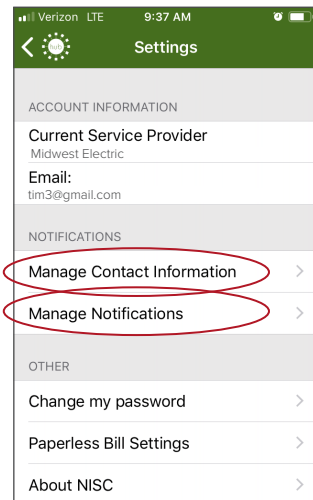 Verizon LTE 9:37 AM
Settings
ACCOUNT INFORMATION
Current Service Provider
Midwest Electric
Email:
tim3@gmail.com
NOTIFICATIONS
Manage Contact Information
Manage Notifications
OTHER
Change my password
Paperless Bill Settings
About NISC